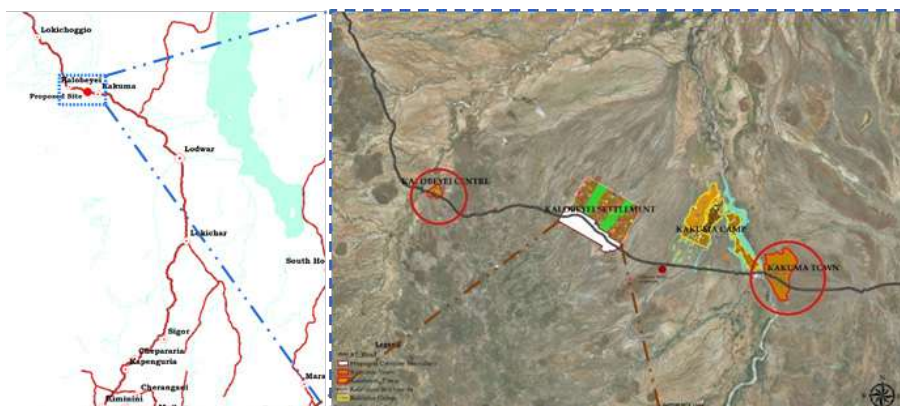 Lokichoggio
Kalobeyei
Kakuma
Proposed Site
Lodwar
Lokichar
South Ho
Sigor
Chepararia
Kapenguria
Cherangani
Kiminini
Mara
KALOBEYEI CENTRE
KALOBEYEI SETTLEMENT
KAKUMA CAMP
KAKUMA TOWN
Legend